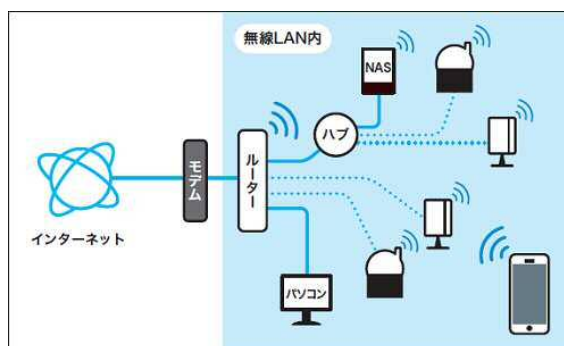 無線LAN内
NAS
ハブ
ルーター
モデム
インターネット
パソコン